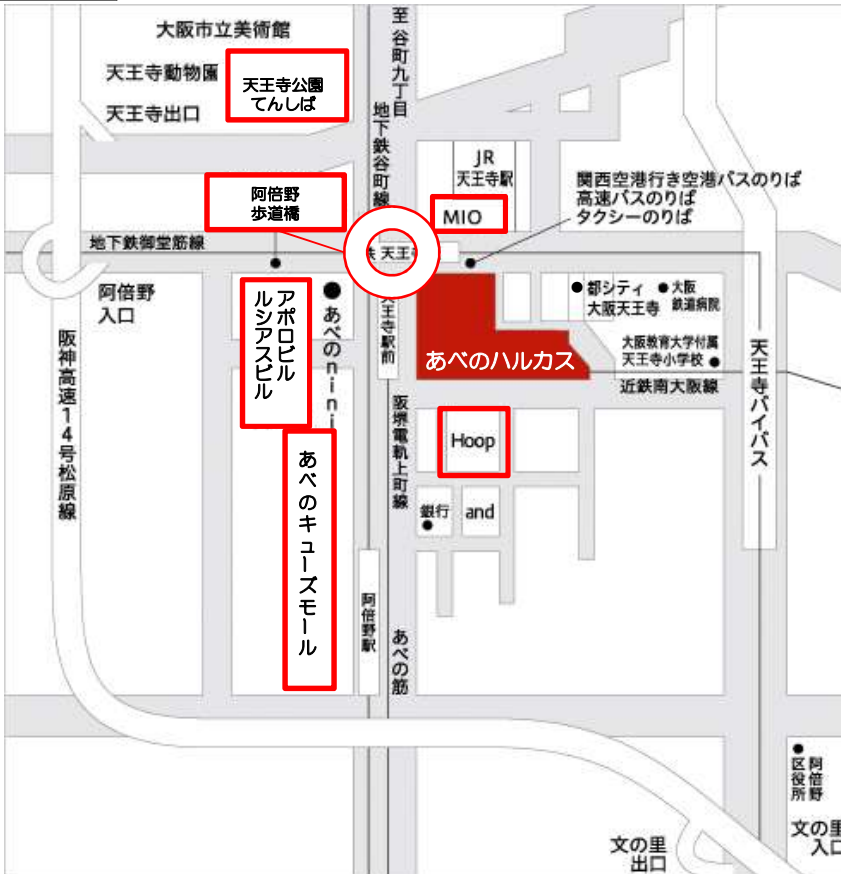 大阪市立美術館
天王寺動物園
天王寺公園
てんしば
天王寺出口
至 谷町九丁目
地下鉄谷町線
JR
天王寺駅
MIO
関西空港行き空港バスのりば
高速バスのりば
タクシーのりば
阿倍野
歩道橋
地下鉄御堂筋線
天王
阿倍野
入口
アポロビル
ルシアスビル
あべのnini
王寺駅前
あべのハルカス
都シティ
大阪天王寺
大阪
鉄道病院
大阪教育大学付属
天王寺小学校
近鉄南大阪線
天王寺バイパス
阪神高速14号松原線
阪堺電軌上町線
Hoop
銀行
and
あべのキューズモール
阿倍野駅
あべの筋
阿倍野
区役所
文の里
入口
文の里
出口